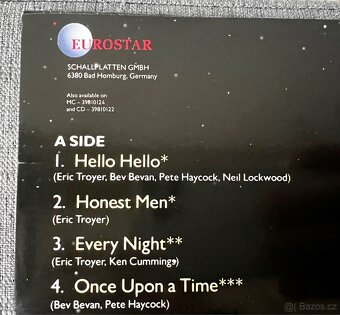 EUROSTAR
SCHALLPLATTEN GMBH
6380 Bad Homburg, Germany
Also available on
MC – 39810124
and CD – 39810122
A SIDE
1. Hello Hello*
(Eric Troyer, Bev Bevan, Pete Haycock, Neil Lockwood)
2. Honest Men*
(Eric Troyer)
3. Every Night**
(Eric Troyer, Ken Cummings)
4. Once Upon a Time***
(Bev Bevan, Pete Haycock)
Bazos.cz